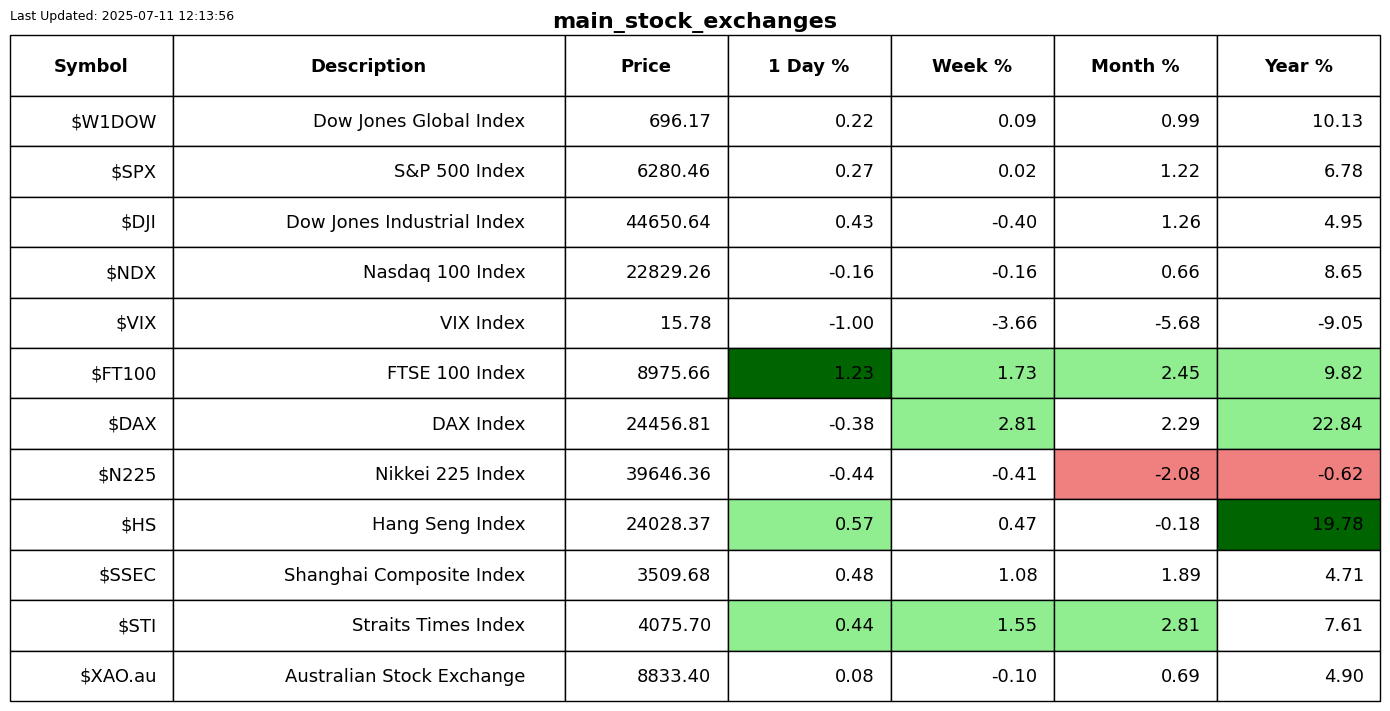 Last Updated: 2025-07-11 12:13:56
main_stock_exchanges
Symbol Description Price 1 Day % Week % Month % Year %
$W1DOW Dow Jones Global Index 696.17 0.22 0.09 0.99 10.13
$SPX S&P 500 Index 6280.46 0.27 0.02 1.22 6.78
$DJI Dow Jones Industrial Index 44650.64 0.43 -0.40 1.26 4.95
$NDX Nasdaq 100 Index 22829.26 -0.16 -0.16 0.66 8.65
$VIX VIX Index 15.78 -1.00 -3.66 -5.68 -9.05
$FT100 FTSE 100 Index 8975.66 1.23 1.73 2.45 9.82
$DAX DAX Index 24456.81 -0.38 2.81 2.29 22.84
$N225 Nikkei 225 Index 39646.36 -0.44 -0.41 -2.08 -0.62
$HS Hang Seng Index 24028.37 0.57 0.47 -0.18 19.78
$SSEC Shanghai Composite Index 3509.68 0.48 1.08 1.89 4.71
$STI Straits Times Index 4075.70 0.44 1.55 2.81 7.61
$XAO.au Australian Stock Exchange 8833.40 0.08 -0.10 0.69 4.90